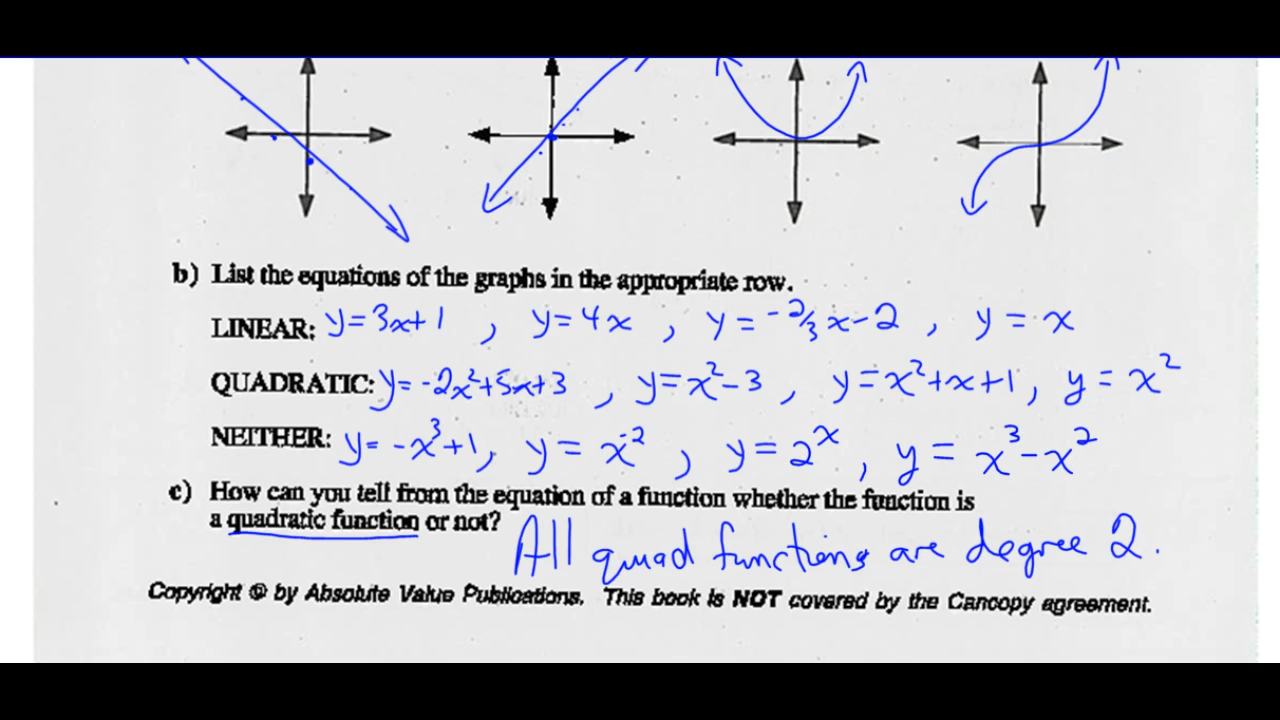 b) List the equations of the graphs in the appropriate row.
LINEAR: y=3x+1 , y=4x , y=-2/3x-2 , y=x
QUADRATIC: y=-2x²+5x+3 , y=x²-3 , y=x²+x+1, y=x²
NEITHER: y=-x³+1, y=x⁻² , y=2ˣ , y=x³-x²
c) How can you tell from the equation of a function whether the function is
a quadratic function or not? All quad functions are degree 2.
Copyright © by Absolute Value Publications. This book is NOT covered by the Cancopy agreement.